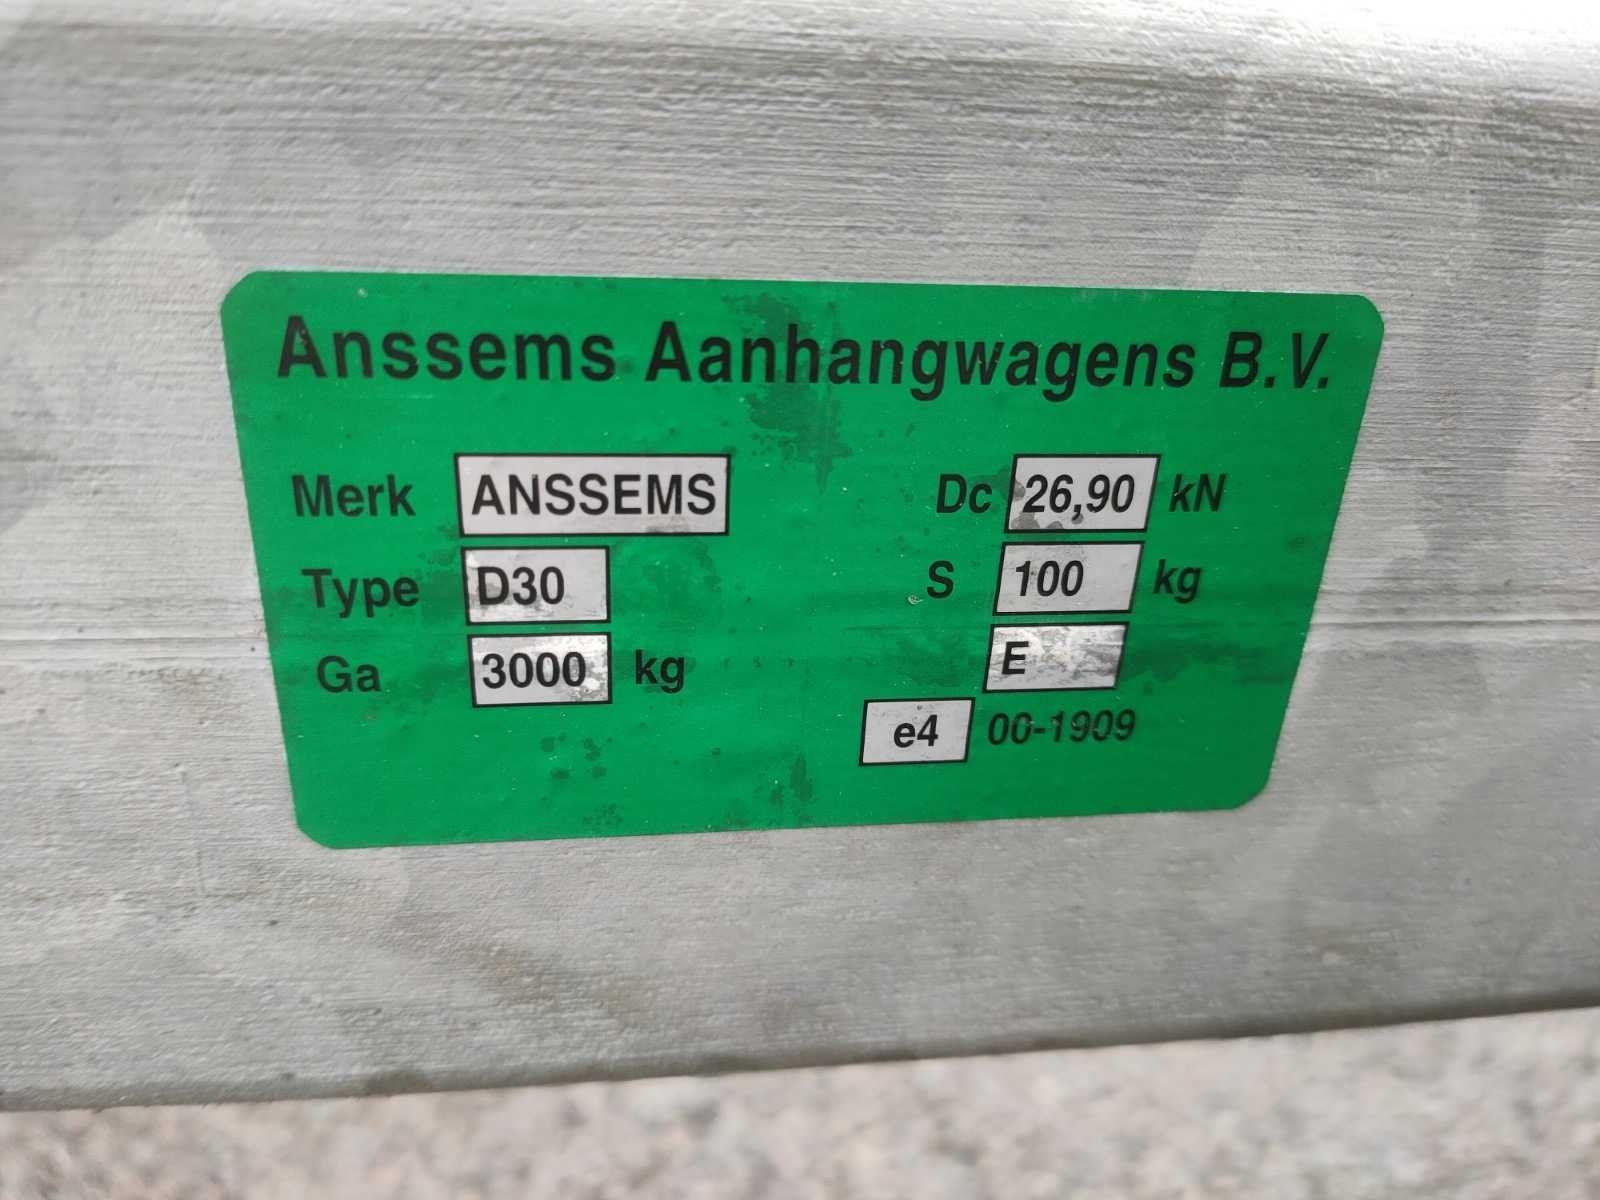 Anssems Aanhangwagens B.V.
Merk ANSSEMS Dc 26,90 kN
Type D30 S 100 kg
Ga 3000 kg E
e4 00-1909